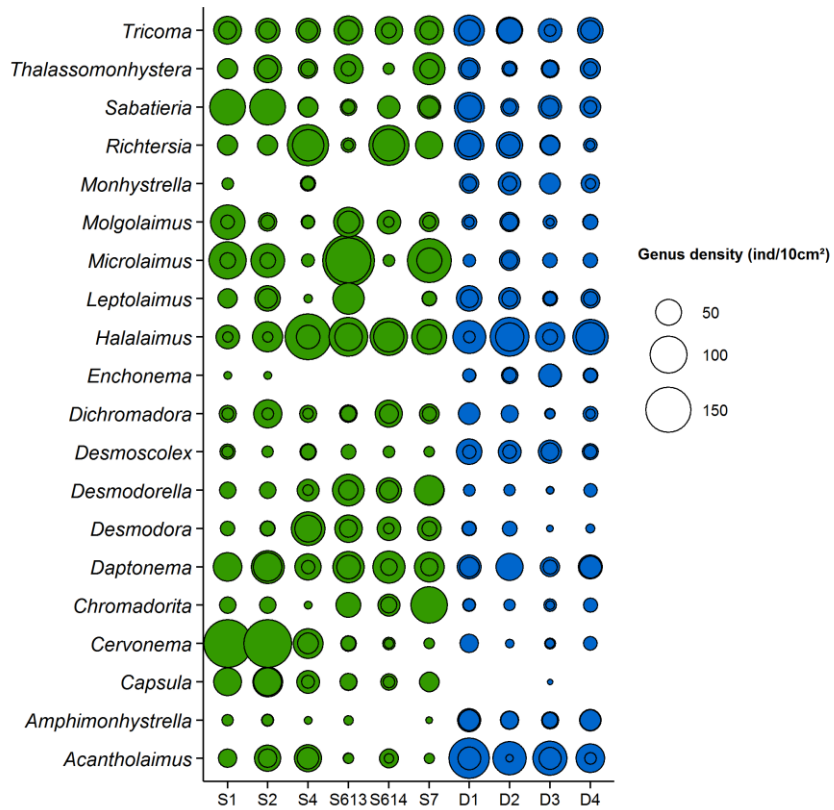 Tricoma
Thalassomonhystera
Sabatieria
Richtersia
Monhystrella
Molgolaimus
Microlaimus
Leptolaimus
Halalaimus
Enchonema
Dichromadora
Desmoscolex
Desmodorella
Desmodora
Daptonema
Chromadorita
Cervonema
Capsula
Amphimonhystrella
Acantholaimus
S1 S2 S4 S613 S614 S7 D1 D2 D3 D4
Genus density (ind/10cm²)
50
100
150